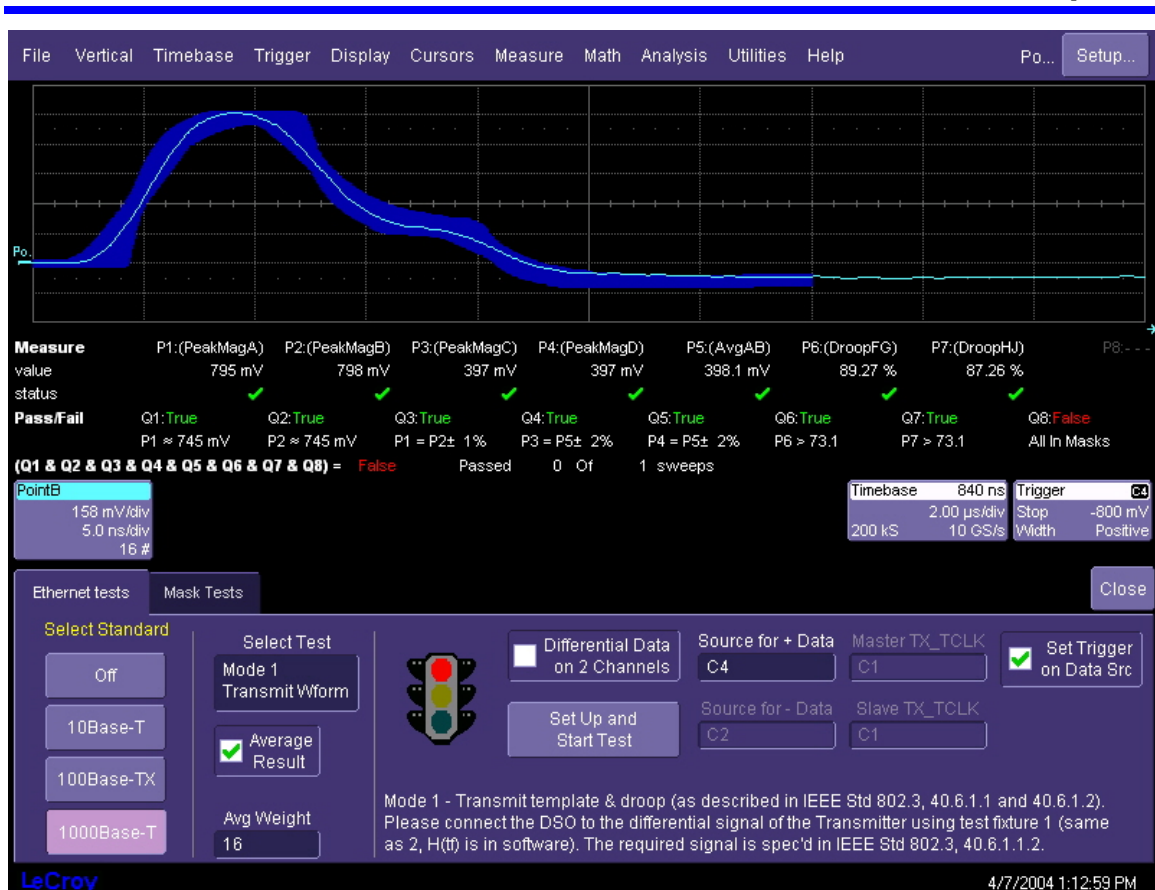 File Vertical Timebase Trigger Display Cursors Measure Math Analysis Utilities Help Po... Setup...
Po.
Measure P1:(PeakMagA) P2:(PeakMagB) P3:(PeakMagC) P4:(PeakMagD) P5:(AvgAB) P6:(DroopFG) P7:(DroopHJ) P8:- - -
value 795 mV 798 mV 397 mV 397 mV 398.1 mV 89.27 % 87.26 %
status
Pass/Fail Q1:True Q2:True Q3:True Q4:True Q5:True Q6:True Q7:True Q8:False
P1 ≈ 745 mV P2 ≈ 745 mV P1 = P2± 1% P3 = P5± 2% P4 = P5± 2% P6 > 73.1 P7 > 73.1 All In Masks
(Q1 & Q2 & Q3 & Q4 & Q5 & Q6 & Q7 & Q8) = False Passed 0 Of 1 sweeps
PointB
158 mV/div
5.0 ns/div
16 #
Timebase 840 ns
2.00 µs/div
200 kS 10 GS/s
Trigger C4
Stop -800 mV
Width Positive
Ethernet tests Mask Tests Close
Select Standard
Off
10Base-T
100Base-TX
1000Base-T
Select Test
Mode 1
Transmit Wform
Average
Result
Avg Weight
16
Differential Data
on 2 Channels
Set Up and
Start Test
Source for + Data
C4
Source for - Data
C2
Master TX_TCLK
C1
Slave TX_TCLK
C1
Set Trigger
on Data Src
Mode 1 - Transmit template & droop (as described in IEEE Std 802.3, 40.6.1.1 and 40.6.1.2).
Please connect the DSO to the differential signal of the Transmitter using test fixture 1 (same
as 2, H(tf) is in software). The required signal is spec'd in IEEE Std 802.3, 40.6.1.1.2.
LeCroy 4/7/2004 1:12:59 PM